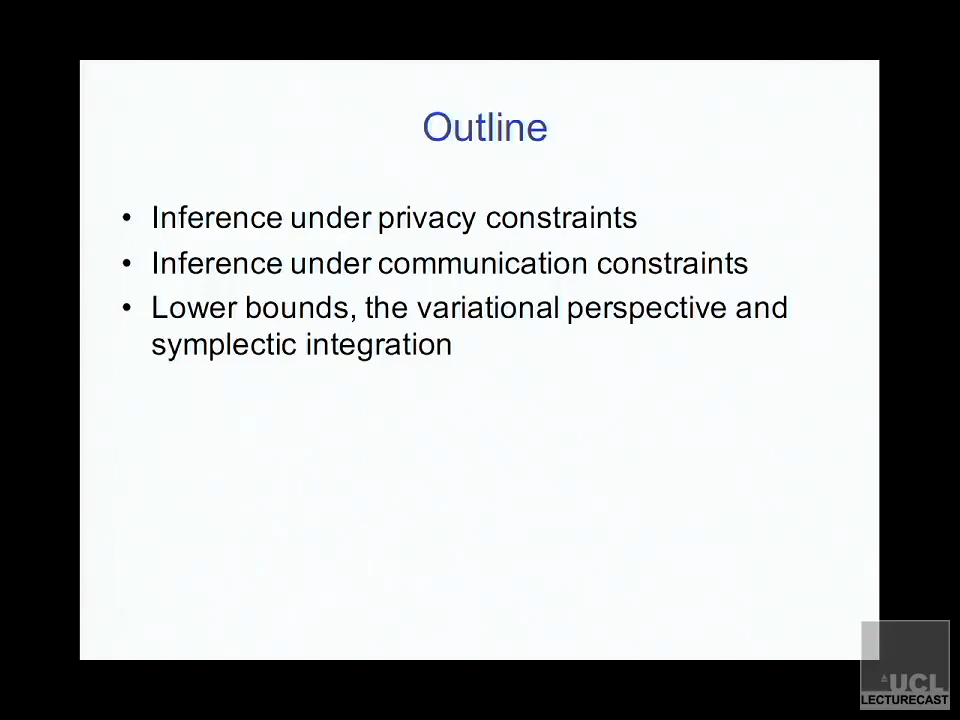 Outline
• Inference under privacy constraints
• Inference under communication constraints
• Lower bounds, the variational perspective and
symplectic integration
UCL
LECTURECAST